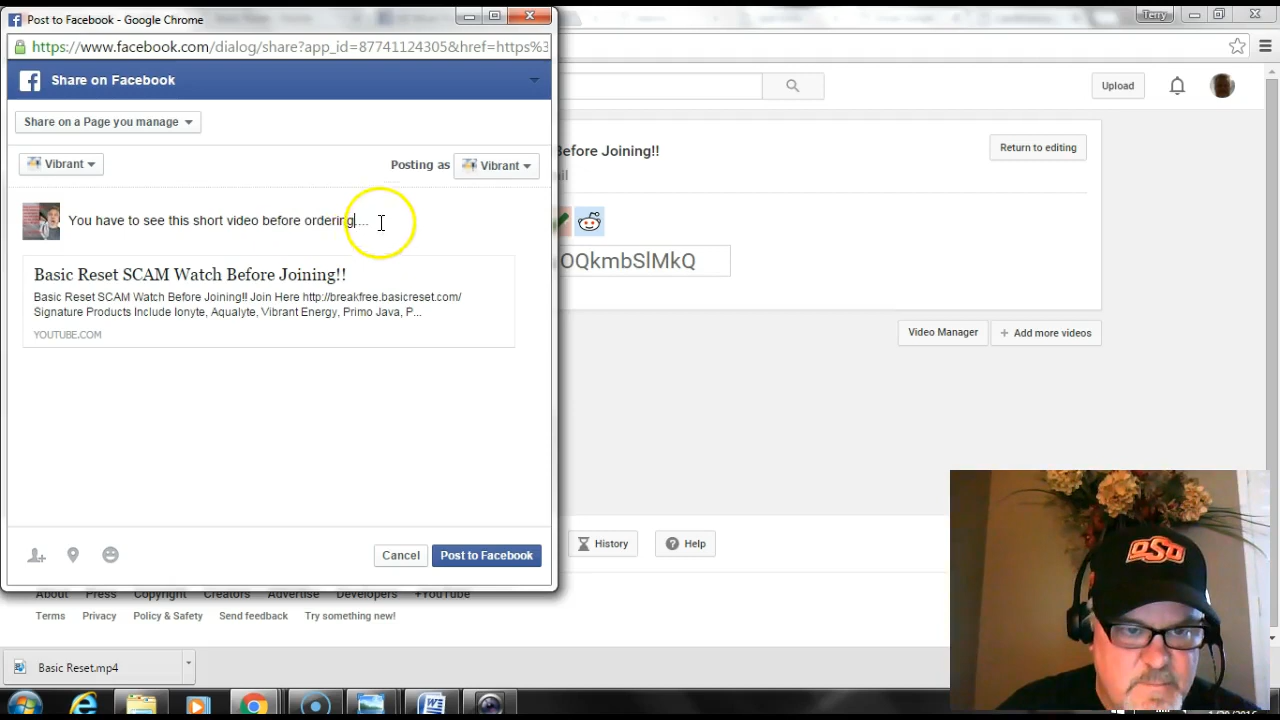 Post to Facebook - Google Chrome
Terry
https://www.facebook.com/dialog/share?app_id=87741124305&href=https%3
Share on Facebook
Upload
Share on a Page you manage
Before Joining!!
Return to editing
Vibrant
Posting as
Vibrant
You have to see this short video before ordering....
OQkmbSlMkQ
Basic Reset SCAM Watch Before Joining!!
Basic Reset SCAM Watch Before Joining!! Join Here http://breakfree.basicreset.com/
Signature Products Include Ionyte, Aqualyte, Vibrant Energy, Primo Java, P...
YOUTUBE.COM
Video Manager
+ Add more videos
History
Help
Cancel
Post to Facebook
About Press Copyright Creators Advertise Developers +YouTube
Terms Privacy Policy & Safety Send feedback Try something new!
Basic Reset.mp4